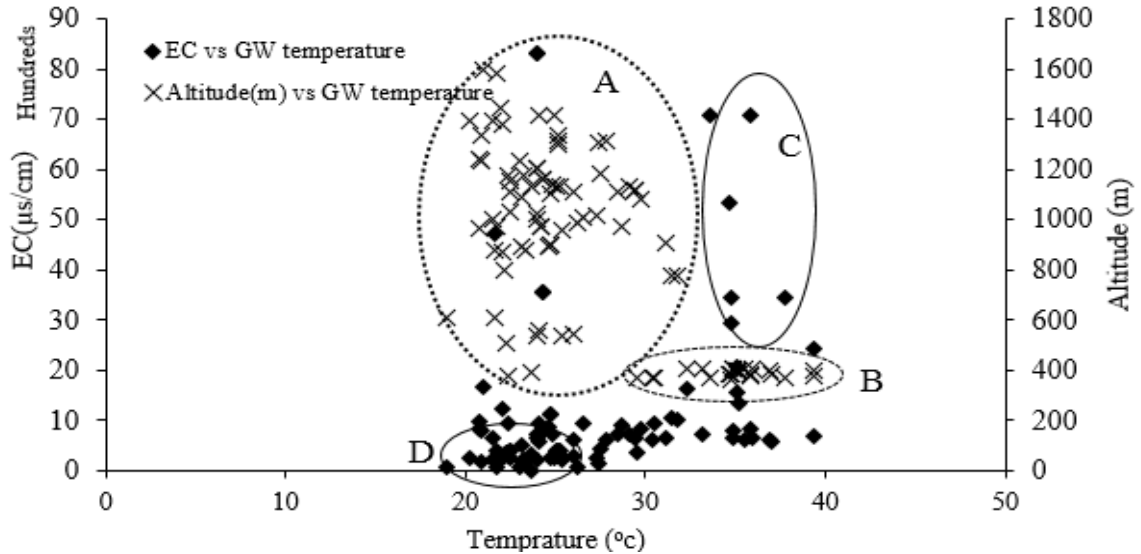 90
80
70
60
50
40
30
20
10
0
Hundreds
EC(μs/cm)
EC vs GW temperature
Altitude(m) vs GW temperature
A
B
C
D
1800
1600
1400
1200
1000
800
600
400
200
0
Altitude (m)
0 10 20 30 40 50
Temprature (°c)